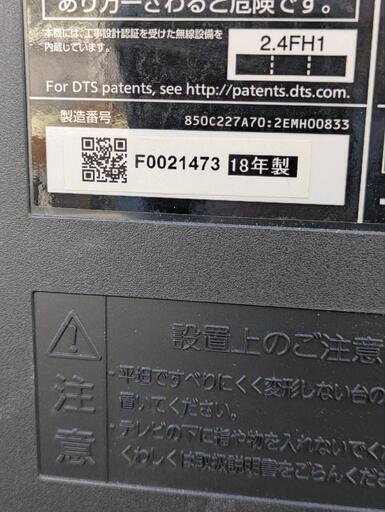 あり万一さわると危険です。
本機には、工事設計認証を受けた無線設備を
内蔵しています。
2.4FH1
For DTS patents, see http://patents.dts.com.
製造番号
850C227A70:2EMH00833
F0021473 18年製
注意
設置上のご注意
・平坦ですべりにくく変形しない台の
置いてください。
・テレビの下に指や物を入れないでく
くわしくは取扱説明書をごらんくださ